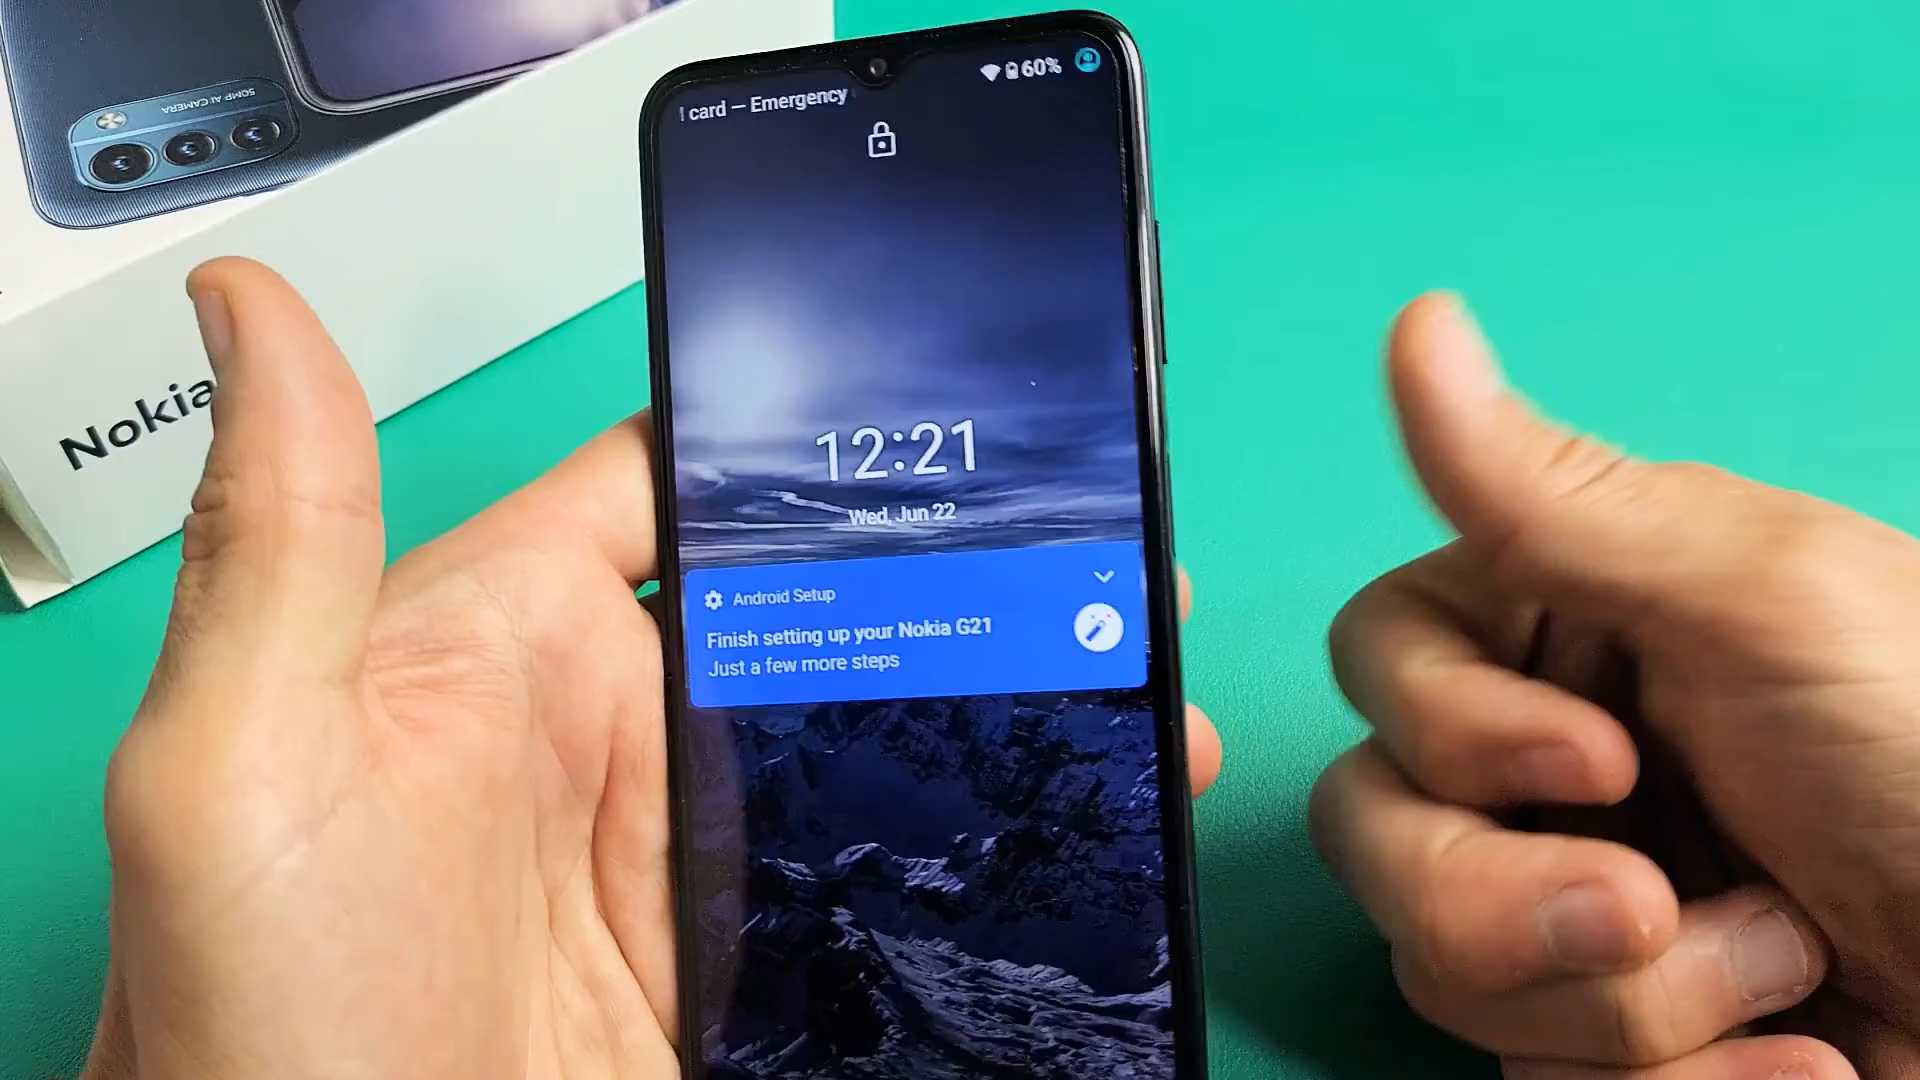 50MP AI CAMERA
Nokia
card – Emergency
60%
12:21
Wed, Jun 22
Android Setup
Finish setting up your Nokia G21
Just a few more steps